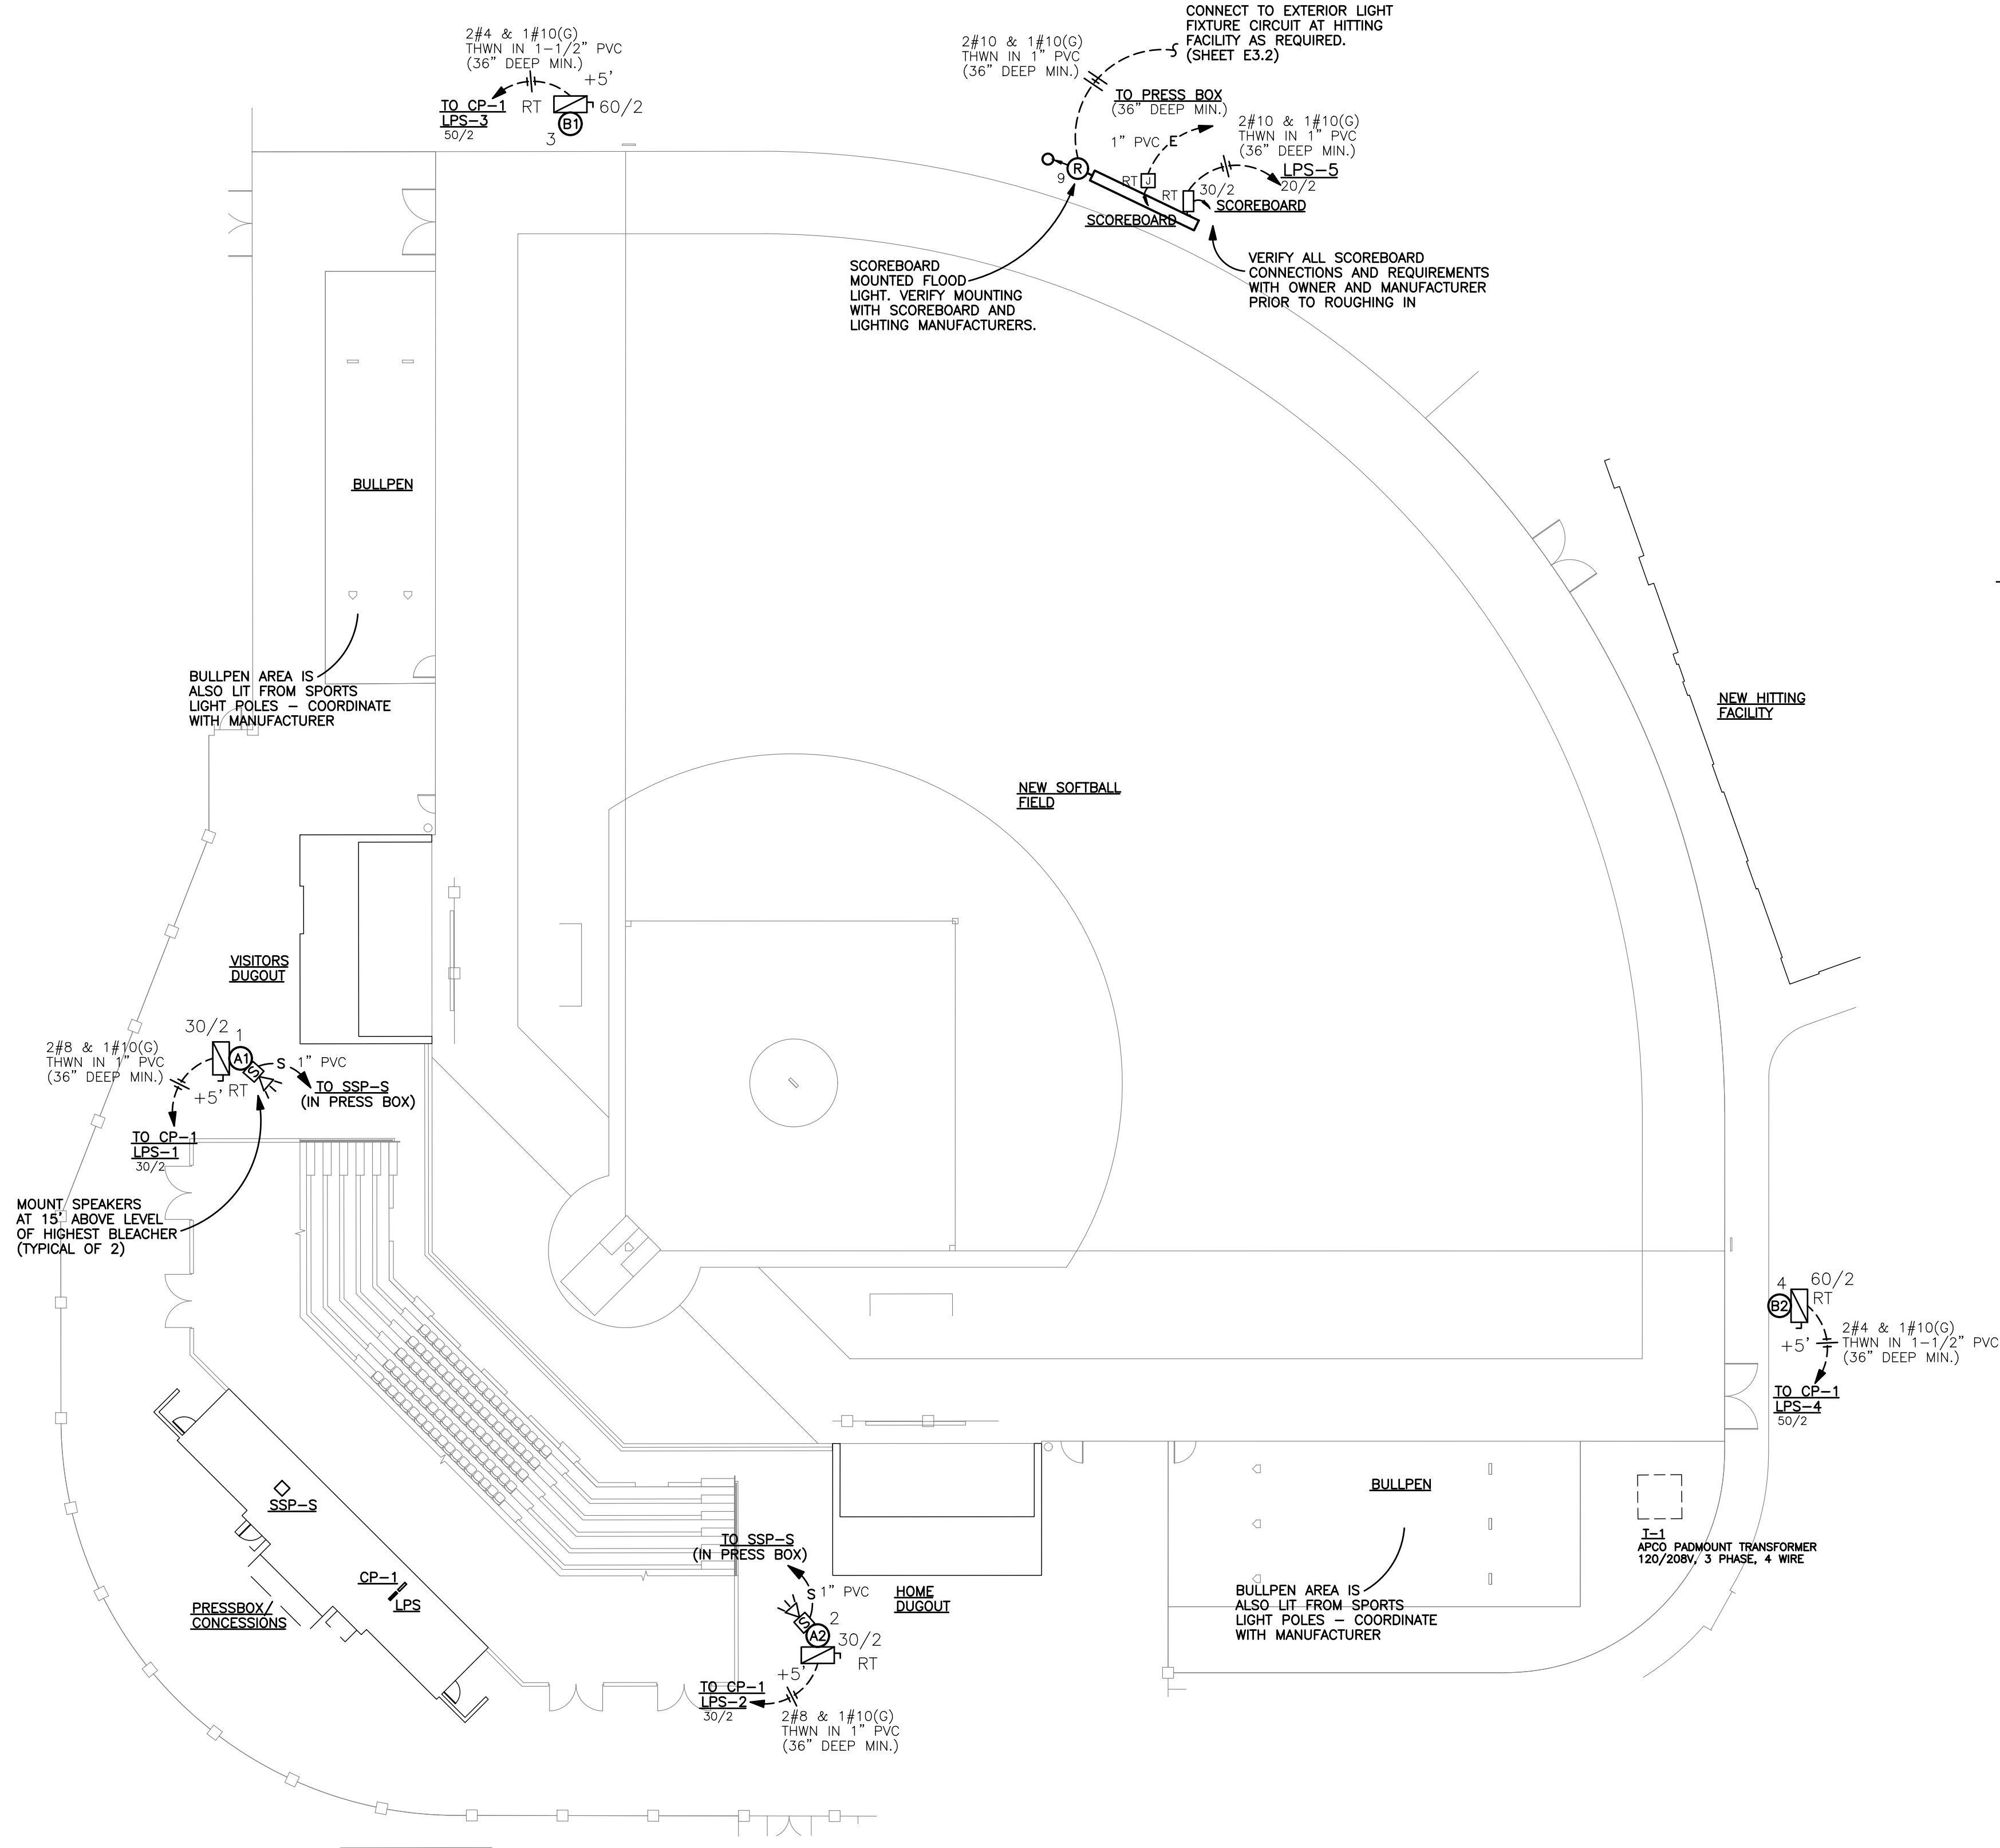 CONNECT TO EXTERIOR LIGHT
FIXTURE CIRCUIT AT HITTING
FACILITY AS REQUIRED.
(SHEET E3.2)
2#4 & 1#10(G)
THWN IN 1-1/2" PVC
(36" DEEP MIN.)
+5'
TO CP-1
LPS-3
50/2
RT
60/2
B1
3
2#10 & 1#10(G)
THWN IN 1" PVC
(36" DEEP MIN.)
TO PRESS BOX
(36" DEEP MIN.)
1" PVC
E
2#10 & 1#10(G)
THWN IN 1" PVC
(36" DEEP MIN.)
LPS-5
20/2
R
9
RT
J
RT
30/2
SCOREBOARD
SCOREBOARD
SCOREBOARD
MOUNTED FLOOD
LIGHT. VERIFY MOUNTING
WITH SCOREBOARD AND
LIGHTING MANUFACTURERS.
VERIFY ALL SCOREBOARD
CONNECTIONS AND REQUIREMENTS
WITH OWNER AND MANUFACTURER
PRIOR TO ROUGHING IN
BULLPEN
BULLPEN AREA IS
ALSO LIT FROM SPORTS
LIGHT POLES - COORDINATE
WITH MANUFACTURER
NEW HITTING
FACILITY
NEW SOFTBALL
FIELD
VISITORS
DUGOUT
30/2
1
2#8 & 1#10(G)
THWN IN 1" PVC
(36" DEEP MIN.)
A1
S
S
1" PVC
+5'
RT
TO SSP-S
(IN PRESS BOX)
TO CP-1
LPS-1
30/2
MOUNT SPEAKERS
AT 15' ABOVE LEVEL
OF HIGHEST BLEACHER
(TYPICAL OF 2)
4
60/2
B2
RT
+5'
2#4 & 1#10(G)
THWN IN 1-1/2" PVC
(36" DEEP MIN.)
TO CP-1
LPS-4
50/2
SSP-S
BULLPEN
T-1
APCO PADMOUNT TRANSFORMER
120/208V, 3 PHASE, 4 WIRE
TO SSP-S
(IN PRESS BOX)
CP-1
LPS
PRESSBOX/
CONCESSIONS
S
1" PVC
HOME
DUGOUT
BULLPEN AREA IS
ALSO LIT FROM SPORTS
LIGHT POLES - COORDINATE
WITH MANUFACTURER
S
2
A2
30/2
RT
+5'
TO CP-1
LPS-2
30/2
2#8 & 1#10(G)
THWN IN 1" PVC
(36" DEEP MIN.)